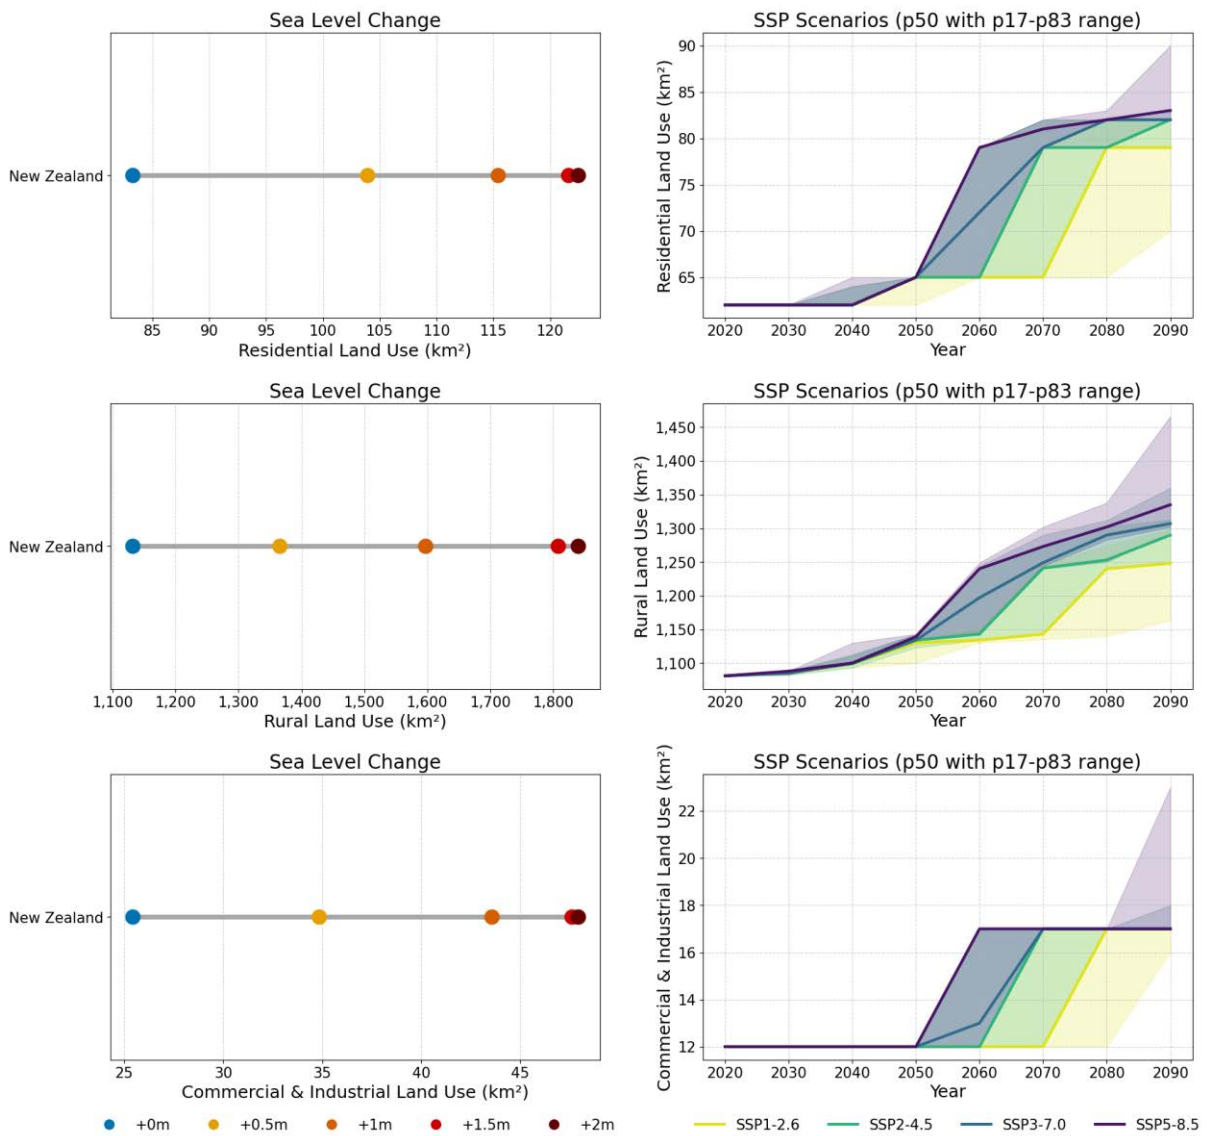 Sea Level Change
New Zealand
85 90 95 100 105 110 115 120
Residential Land Use (km²)
SSP Scenarios (p50 with p17-p83 range)
Residential Land Use (km²)
90
85
80
75
70
65
2020 2030 2040 2050 2060 2070 2080 2090
Year
Sea Level Change
New Zealand
1,100 1,200 1,300 1,400 1,500 1,600 1,700 1,800
Rural Land Use (km²)
SSP Scenarios (p50 with p17-p83 range)
Rural Land Use (km²)
1,450
1,400
1,350
1,300
1,250
1,200
1,150
1,100
2020 2030 2040 2050 2060 2070 2080 2090
Year
Sea Level Change
New Zealand
25 30 35 40 45
Commercial & Industrial Land Use (km²)
SSP Scenarios (p50 with p17-p83 range)
Commercial & Industrial Land Use (km²)
22
20
18
16
14
12
2020 2030 2040 2050 2060 2070 2080 2090
Year
+0m +0.5m +1m +1.5m +2m
SSP1-2.6 SSP2-4.5 SSP3-7.0 SSP5-8.5